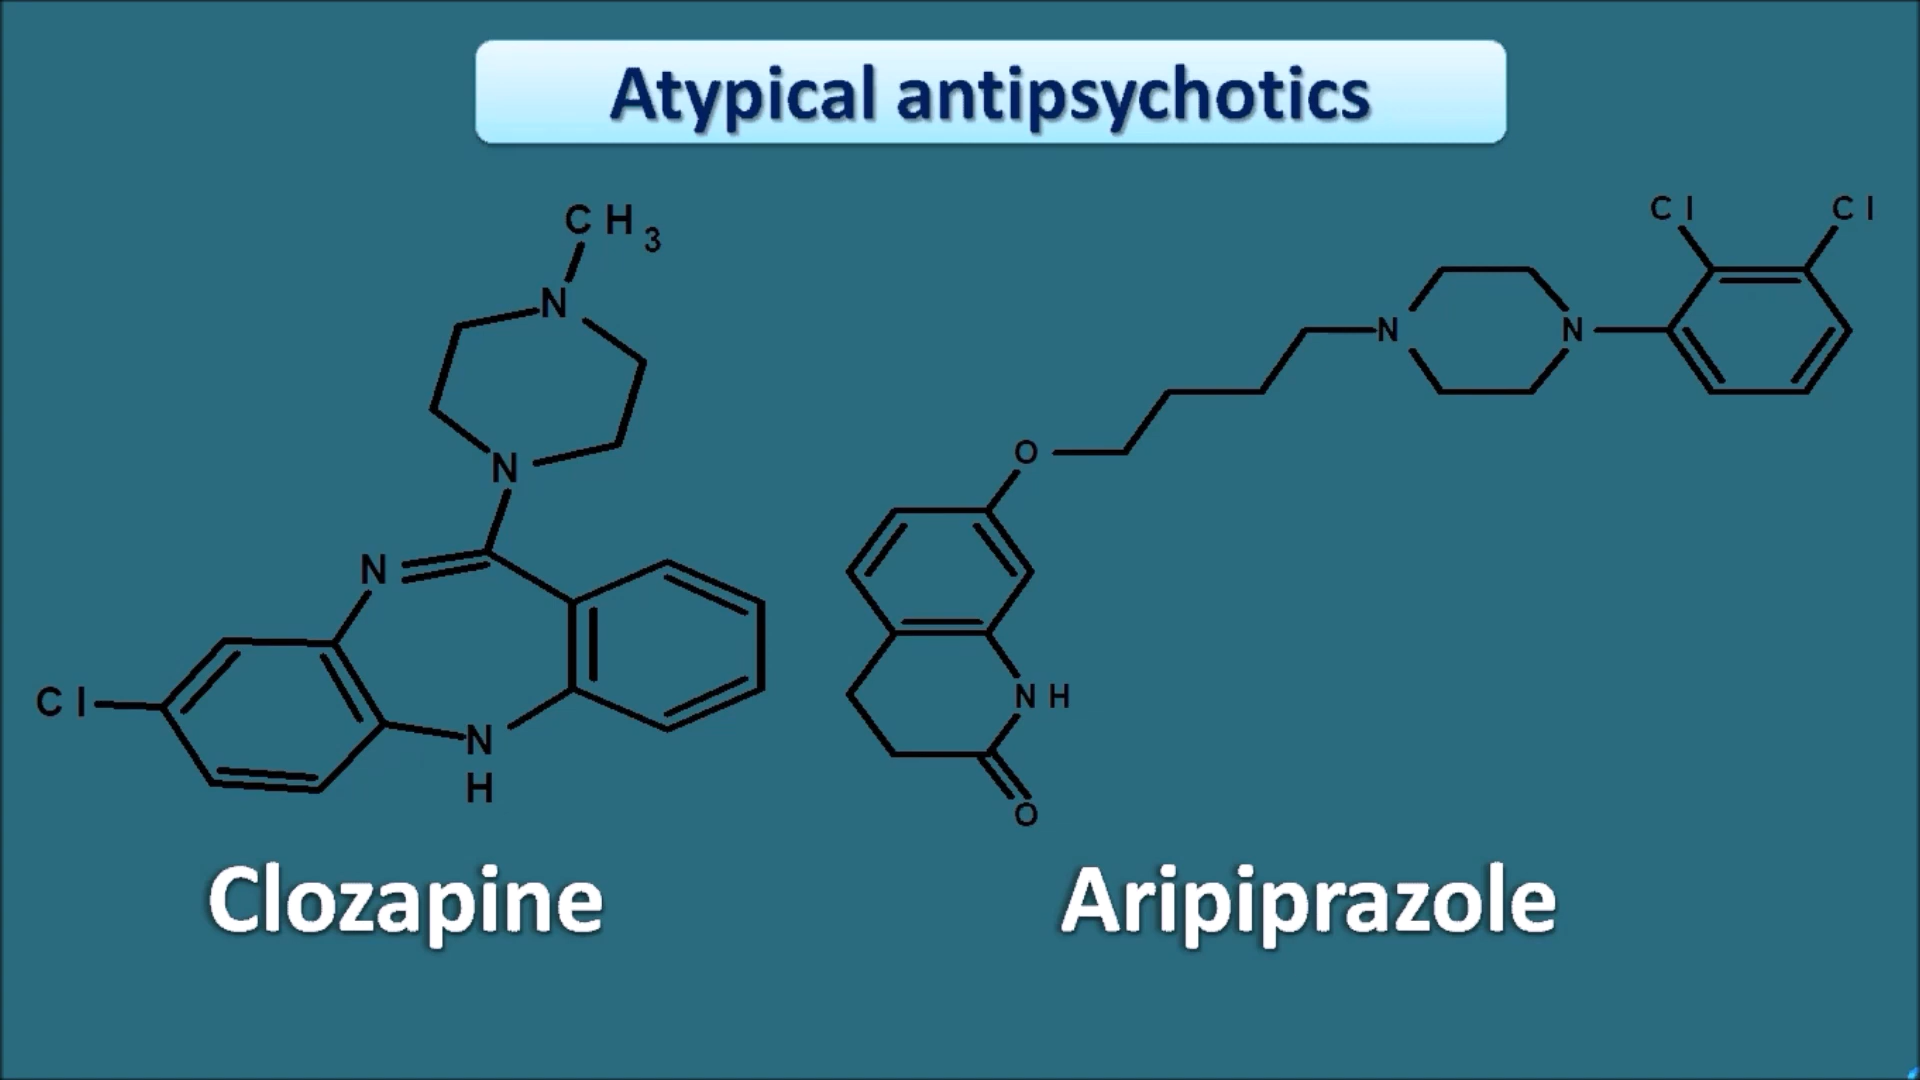 Atypical antipsychotics
CH3
N
N
N
Cl
N
H
Cl
Cl
N
N
O
NH
O
Clozapine
Aripiprazole